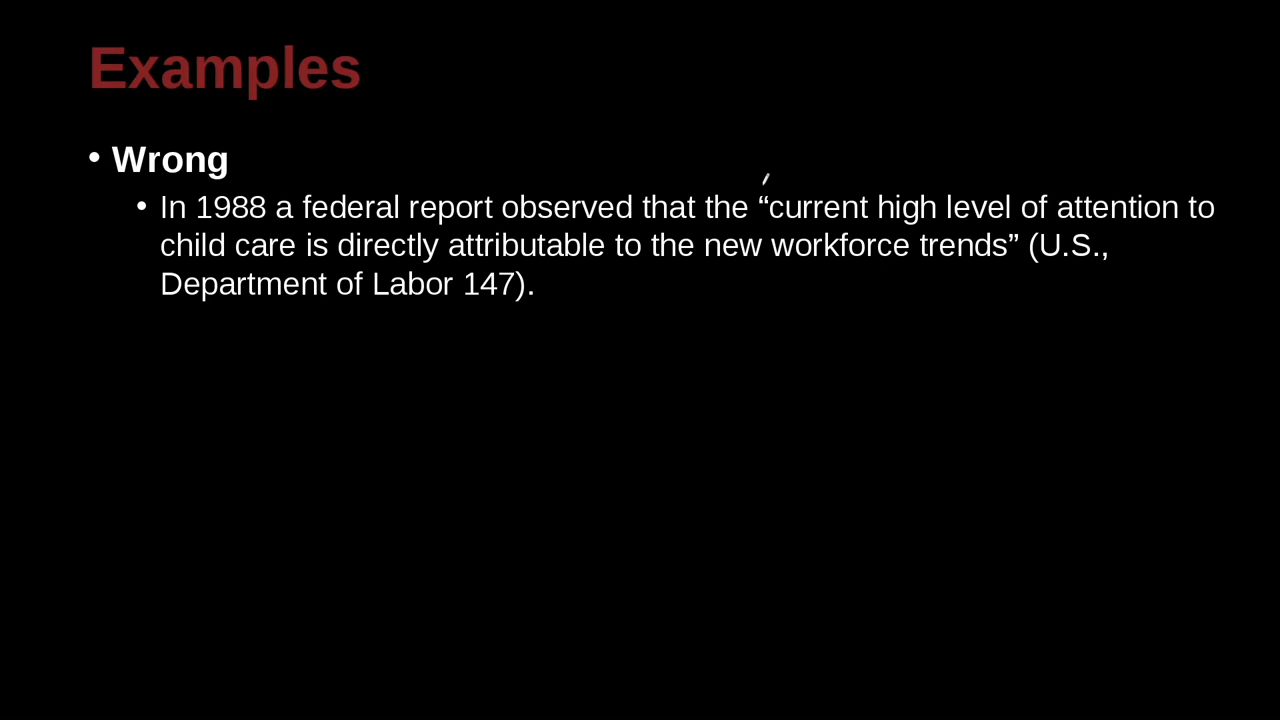 Examples
• Wrong
• In 1988 a federal report observed that the “current high level of attention to
child care is directly attributable to the new workforce trends” (U.S.,
Department of Labor 147).